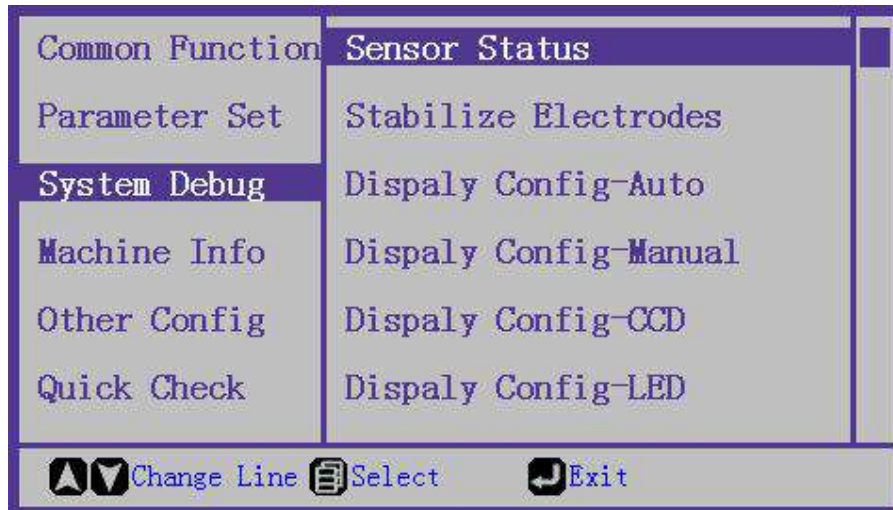 Common Function
Parameter Set
System Debug
Machine Info
Other Config
Quick Check
Sensor Status
Stabilize Electrodes
Dispaly Config-Auto
Dispaly Config-Manual
Dispaly Config-CCD
Dispaly Config-LED
Change Line Select Exit